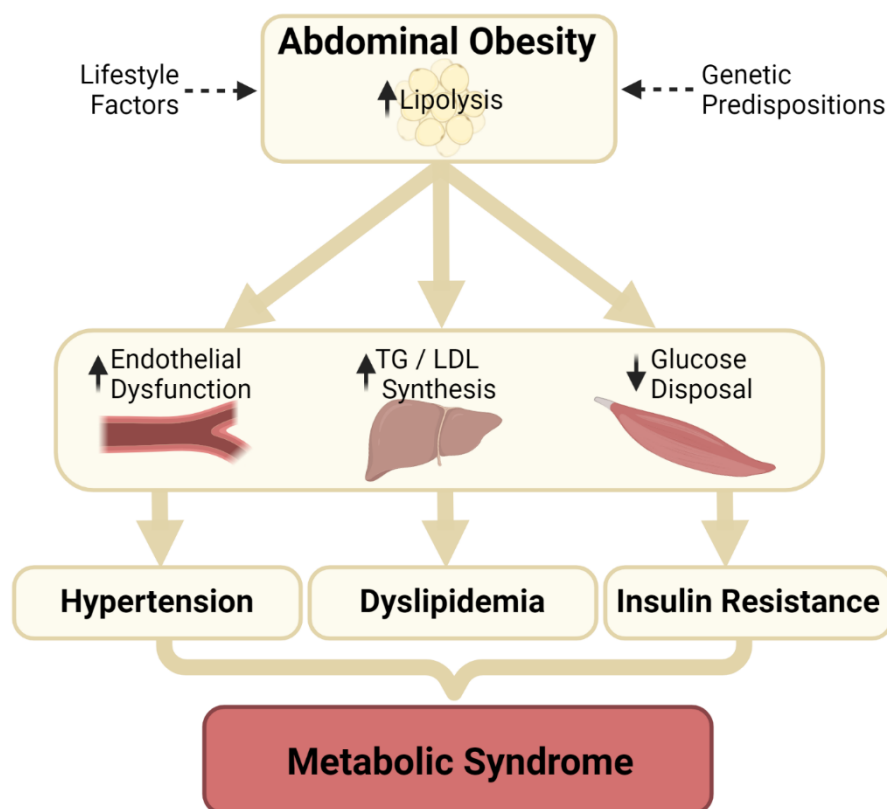 Abdominal Obesity
Lifestyle
Factors
Lipolysis
Genetic
Predispositions
Endothelial
Dysfunction
TG / LDL
Synthesis
Glucose
Disposal
Hypertension
Dyslipidemia
Insulin Resistance
Metabolic Syndrome